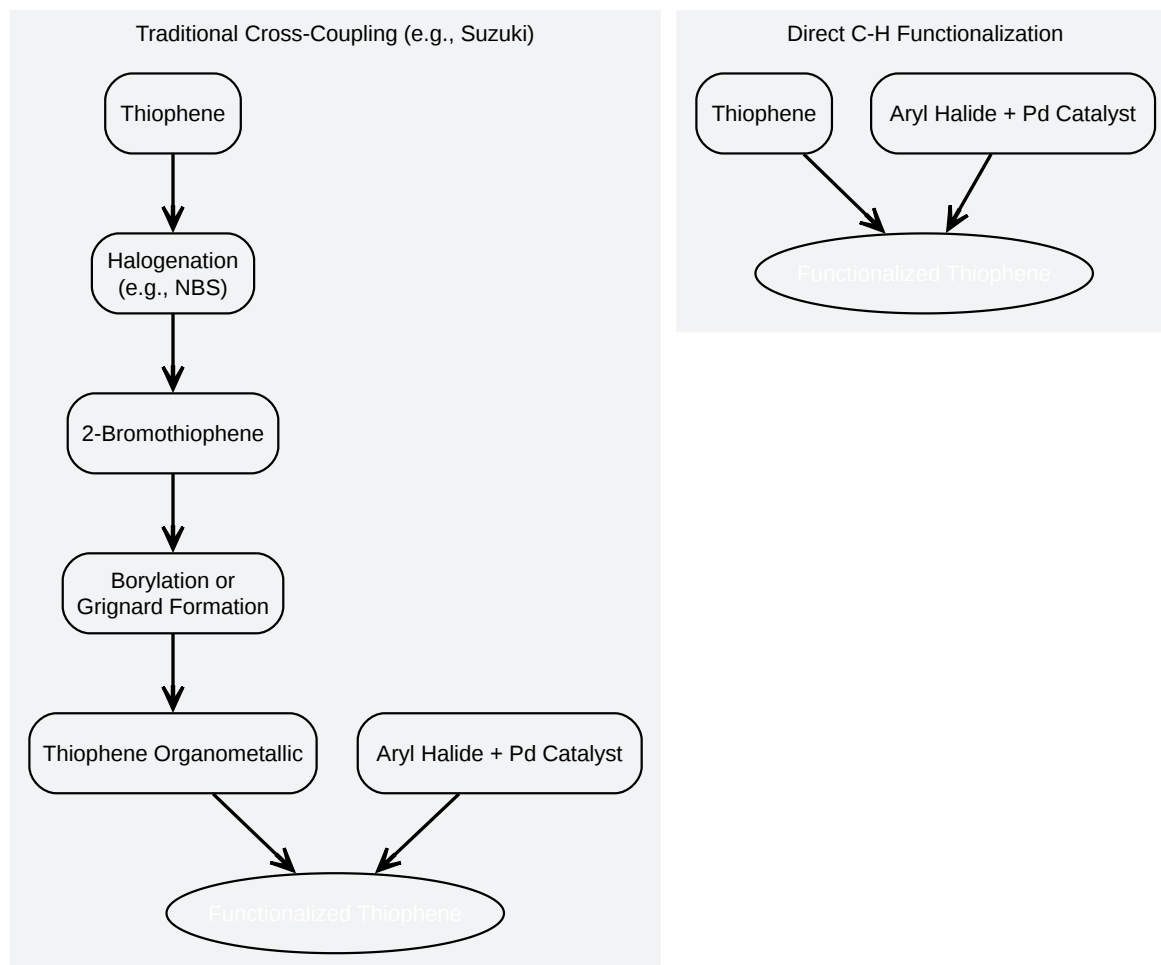 Traditional Cross-Coupling (e.g., Suzuki)
Thiophene
Halogenation
(e.g., NBS)
2-Bromothiophene
Borylation or
Grignard Formation
Thiophene Organometallic
Aryl Halide + Pd Catalyst
Functionalized Thiophene
Direct C-H Functionalization
Thiophene
Aryl Halide + Pd Catalyst
Functionalized Thiophene